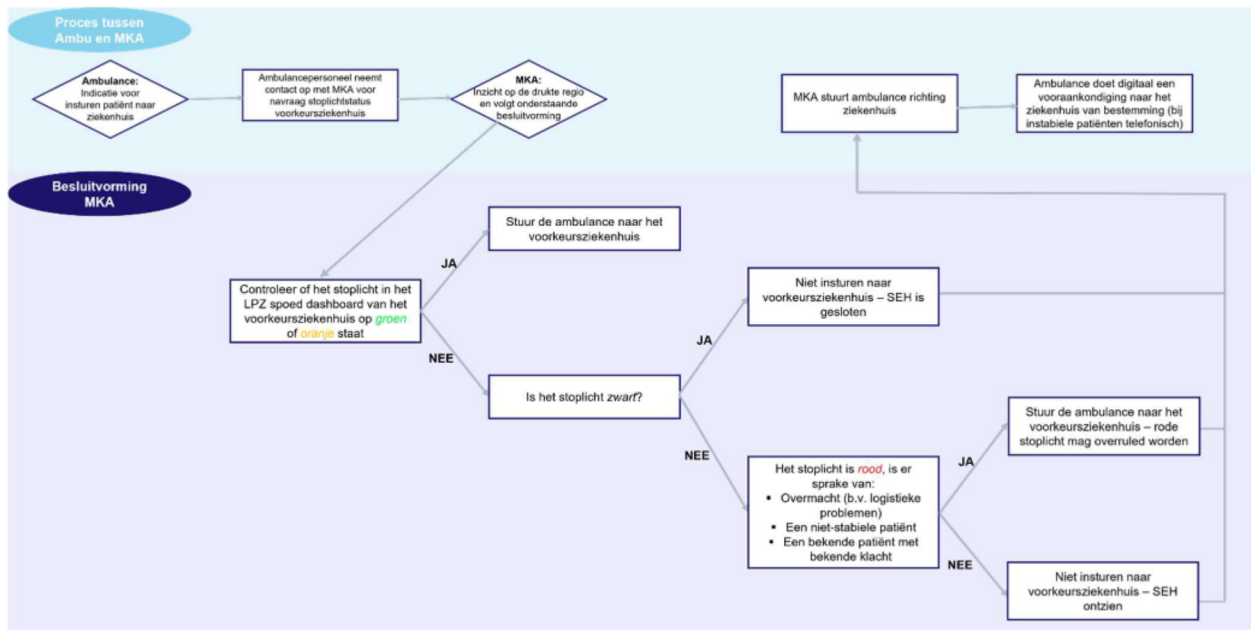 Proces tussen
Ambu en MKA
Ambulance:
Indicatie voor
insturen patiënt naar
ziekenhuis
Ambulancepersoneel neemt
contact op met MKA voor
navraag stoplichtstatus
voorkeursziekenhuis
MKA:
Inzicht op de drukte regio
en volgt onderstaande
besluitvorming
MKA stuurt ambulance richting
ziekenhuis
Ambulance doet digitaal een
vooraankondiging naar het
ziekenhuis van bestemming (bij
instabiele patiënten telefonisch)
Besluitvorming
MKA
Controleer of het stoplicht in het
LPZ spoed dashboard van het
voorkeursziekenhuis op groen
of oranje staat
JA
Stuur de ambulance naar het
voorkeursziekenhuis
NEE
Is het stoplicht zwart?
JA
Niet insturen naar
voorkeursziekenhuis – SEH is
gesloten
NEE
Het stoplicht is rood, is er
sprake van:
▪ Overmacht (b.v. logistieke
problemen)
▪ Een niet-stabiele patiënt
▪ Een bekende patiënt met
bekende klacht
JA
Stuur de ambulance naar het
voorkeursziekenhuis – rode
stoplicht mag overruled worden
NEE
Niet insturen naar
voorkeursziekenhuis – SEH
ontzien